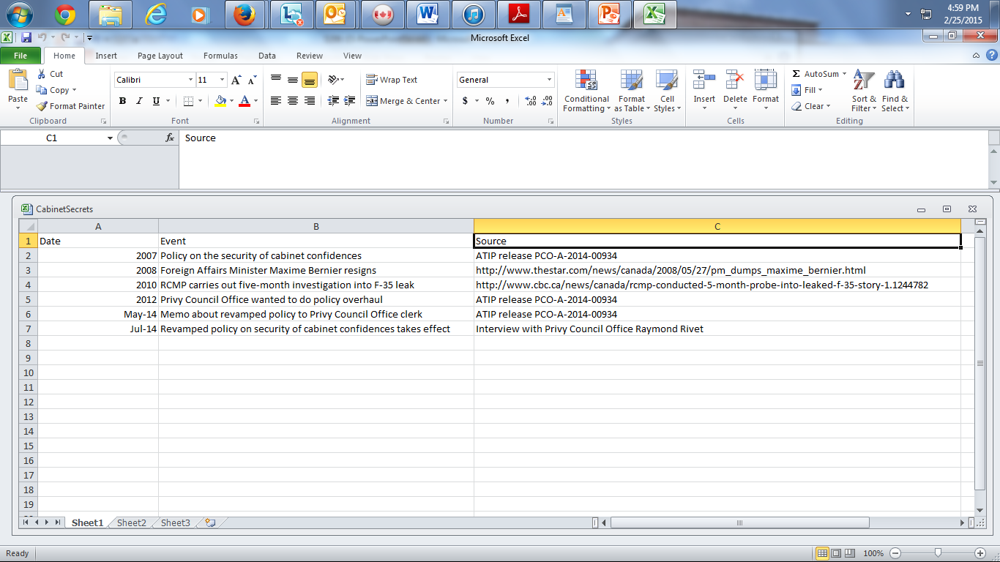 4:59 PM
2/25/2015
Microsoft Excel
File Home Insert Page Layout Formulas Data Review View
Paste
Cut
Copy
Format Painter
Clipboard
Calibri 11
B I U
Font
Wrap Text
Merge & Center
Alignment
General
$ % ,
Number
Conditional Formatting
Format as Table
Cell Styles
Styles
Insert Delete Format
Cells
Σ AutoSum
Fill
Clear
Sort & Filter
Find & Select
Editing
C1 fx Source
CabinetSecrets
A B C
1 Date Event Source
2 2007 Policy on the security of cabinet confidences ATIP release PCO-A-2014-00934
3 2008 Foreign Affairs Minister Maxime Bernier resigns http://www.thestar.com/news/canada/2008/05/27/pm_dumps_maxime_bernier.html
4 2010 RCMP carries out five-month investigation into F-35 leak http://www.cbc.ca/news/canada/rcmp-conducted-5-month-probe-into-leaked-f-35-story-1.1244782
5 2012 Privy Council Office wanted to do policy overhaul ATIP release PCO-A-2014-00934
6 May-14 Memo about revamped policy to Privy Council Office clerk ATIP release PCO-A-2014-00934
7 Jul-14 Revamped policy on security of cabinet confidences takes effect Interview with Privy Council Office Raymond Rivet
8
9
10
11
12
13
14
15
16
17
18
19
Sheet1 Sheet2 Sheet3
Ready 100%